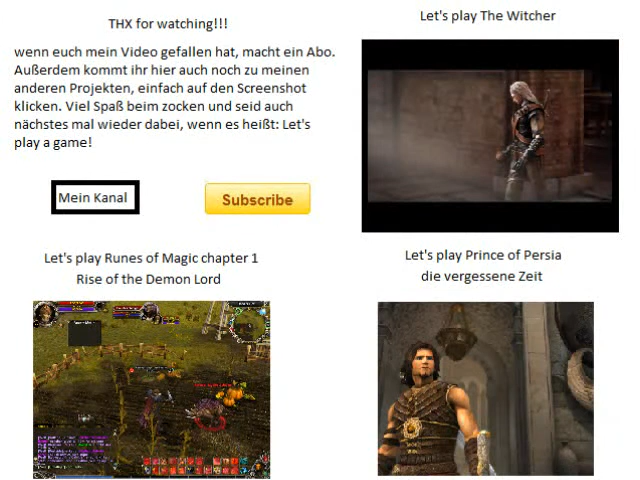 THX for watching!!!
wenn euch mein Video gefallen hat, macht ein Abo.
Außerdem kommt ihr hier auch noch zu meinen
anderen Projekten, einfach auf den Screenshot
klicken. Viel Spaß beim zocken und seid auch
nächstes mal wieder dabei, wenn es heißt: Let's
play a game!
Mein Kanal
Subscribe
Let's play The Witcher
Let's play Runes of Magic chapter 1
Rise of the Demon Lord
Let's play Prince of Persia
die vergessene Zeit